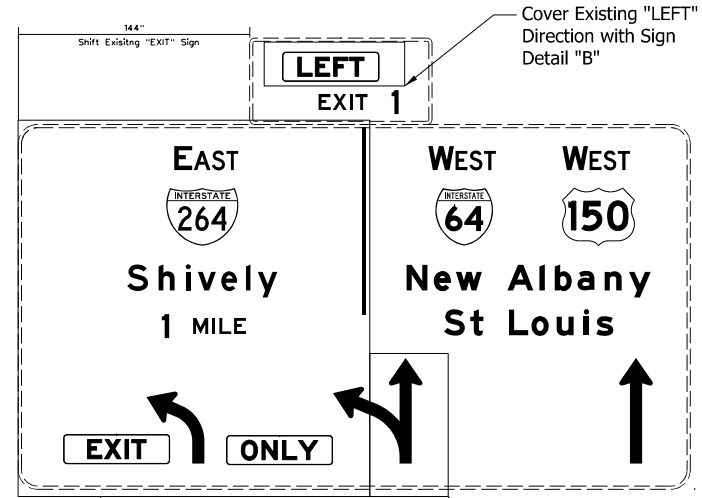 144"
Shift Exisitng "EXIT" Sign
Cover Existing "LEFT"
Direction with Sign
Detail "B"
LEFT
EXIT 1
EAST
INTERSTATE
264
Shively
1 MILE
EXIT ONLY
WEST WEST
INTERSTATE
64 150
New Albany
St Louis